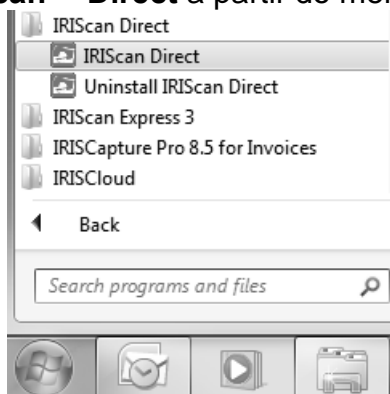 Direct à partir de
IRIScan Direct
IRIScan Direct
Uninstall IRIScan Direct
IRIScan Express 3
IRISCapture Pro 8.5 for Invoices
IRISCloud
Back
Search programs and files